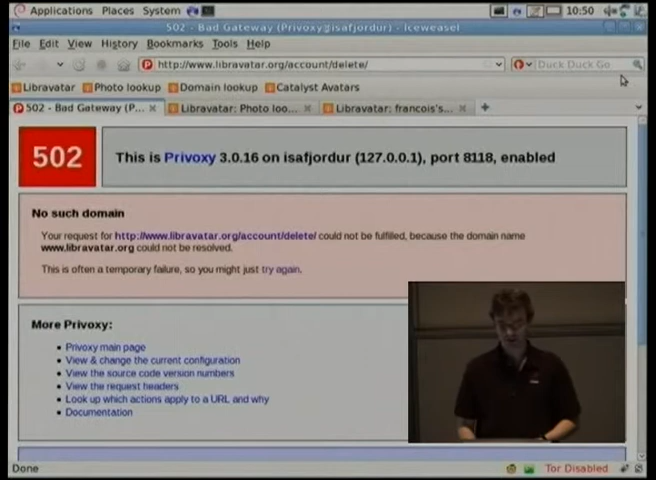 Applications Places System 10:50
502 - Bad Gateway (Privoxy@isafjordur) - Iceweasel
File Edit View History Bookmarks Tools Help
http://www.libravatar.org/account/delete/ Duck Duck Go
Libravatar Photo lookup Domain lookup Catalyst Avatars
502 - Bad Gateway (P... Libravatar: Photo loo... Libravatar: francois's...
502
This is Privoxy 3.0.16 on isafjordur (127.0.0.1), port 8118, enabled
No such domain
Your request for http://www.libravatar.org/account/delete/ could not be fulfilled, because the domain name
www.libravatar.org could not be resolved.
This is often a temporary failure, so you might just try again.
More Privoxy:
Privoxy main page
View & change the current configuration
View the source code version numbers
View the request headers
Look up which actions apply to a URL and why
Documentation
Done Tor Disabled